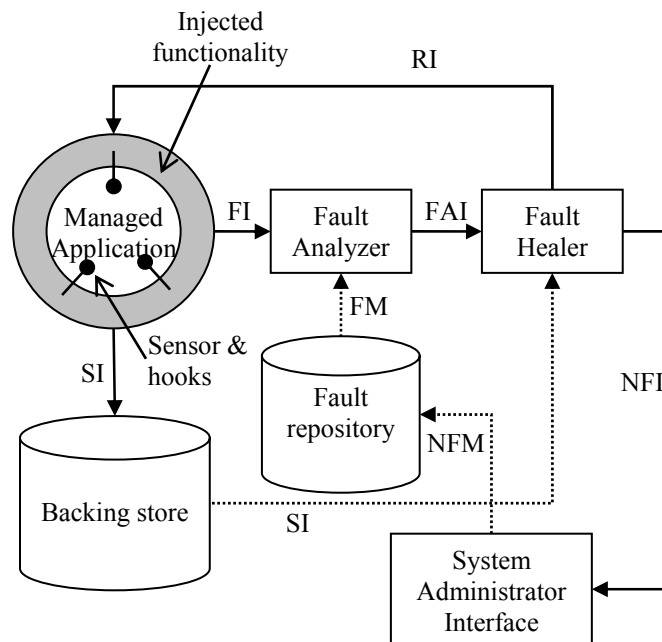 Injected
functionality
RI
Managed
Application
FI
Fault
Analyzer
FAI
Fault
Healer
FM
Sensor &
hooks
SI
Fault
repository
NFI
NFM
Backing store
SI
System
Administrator
Interface